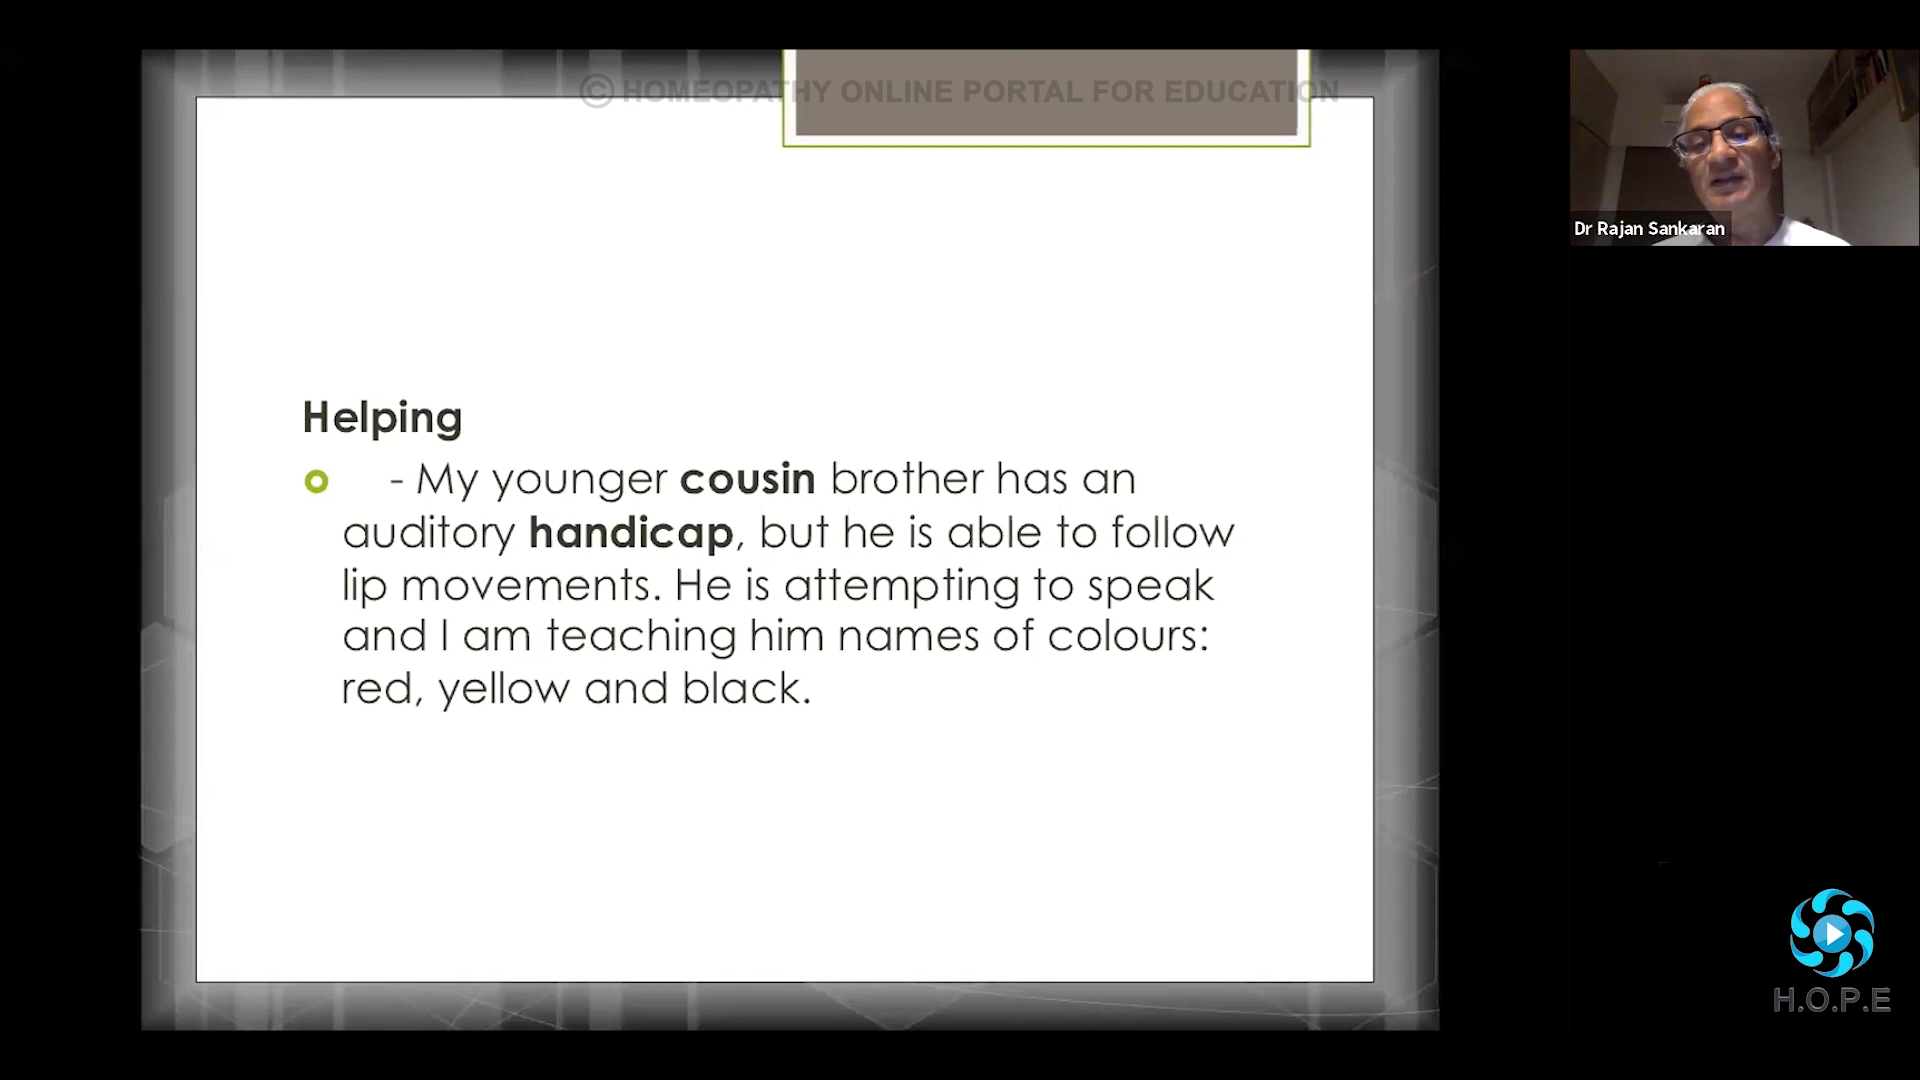 © HOMEOPATHY ONLINE PORTAL FOR EDUCATION
Dr Rajan Sankaran
Helping
- My younger cousin brother has an
auditory handicap, but he is able to follow
lip movements. He is attempting to speak
and I am teaching him names of colours:
red, yellow and black.
H.O.P.E